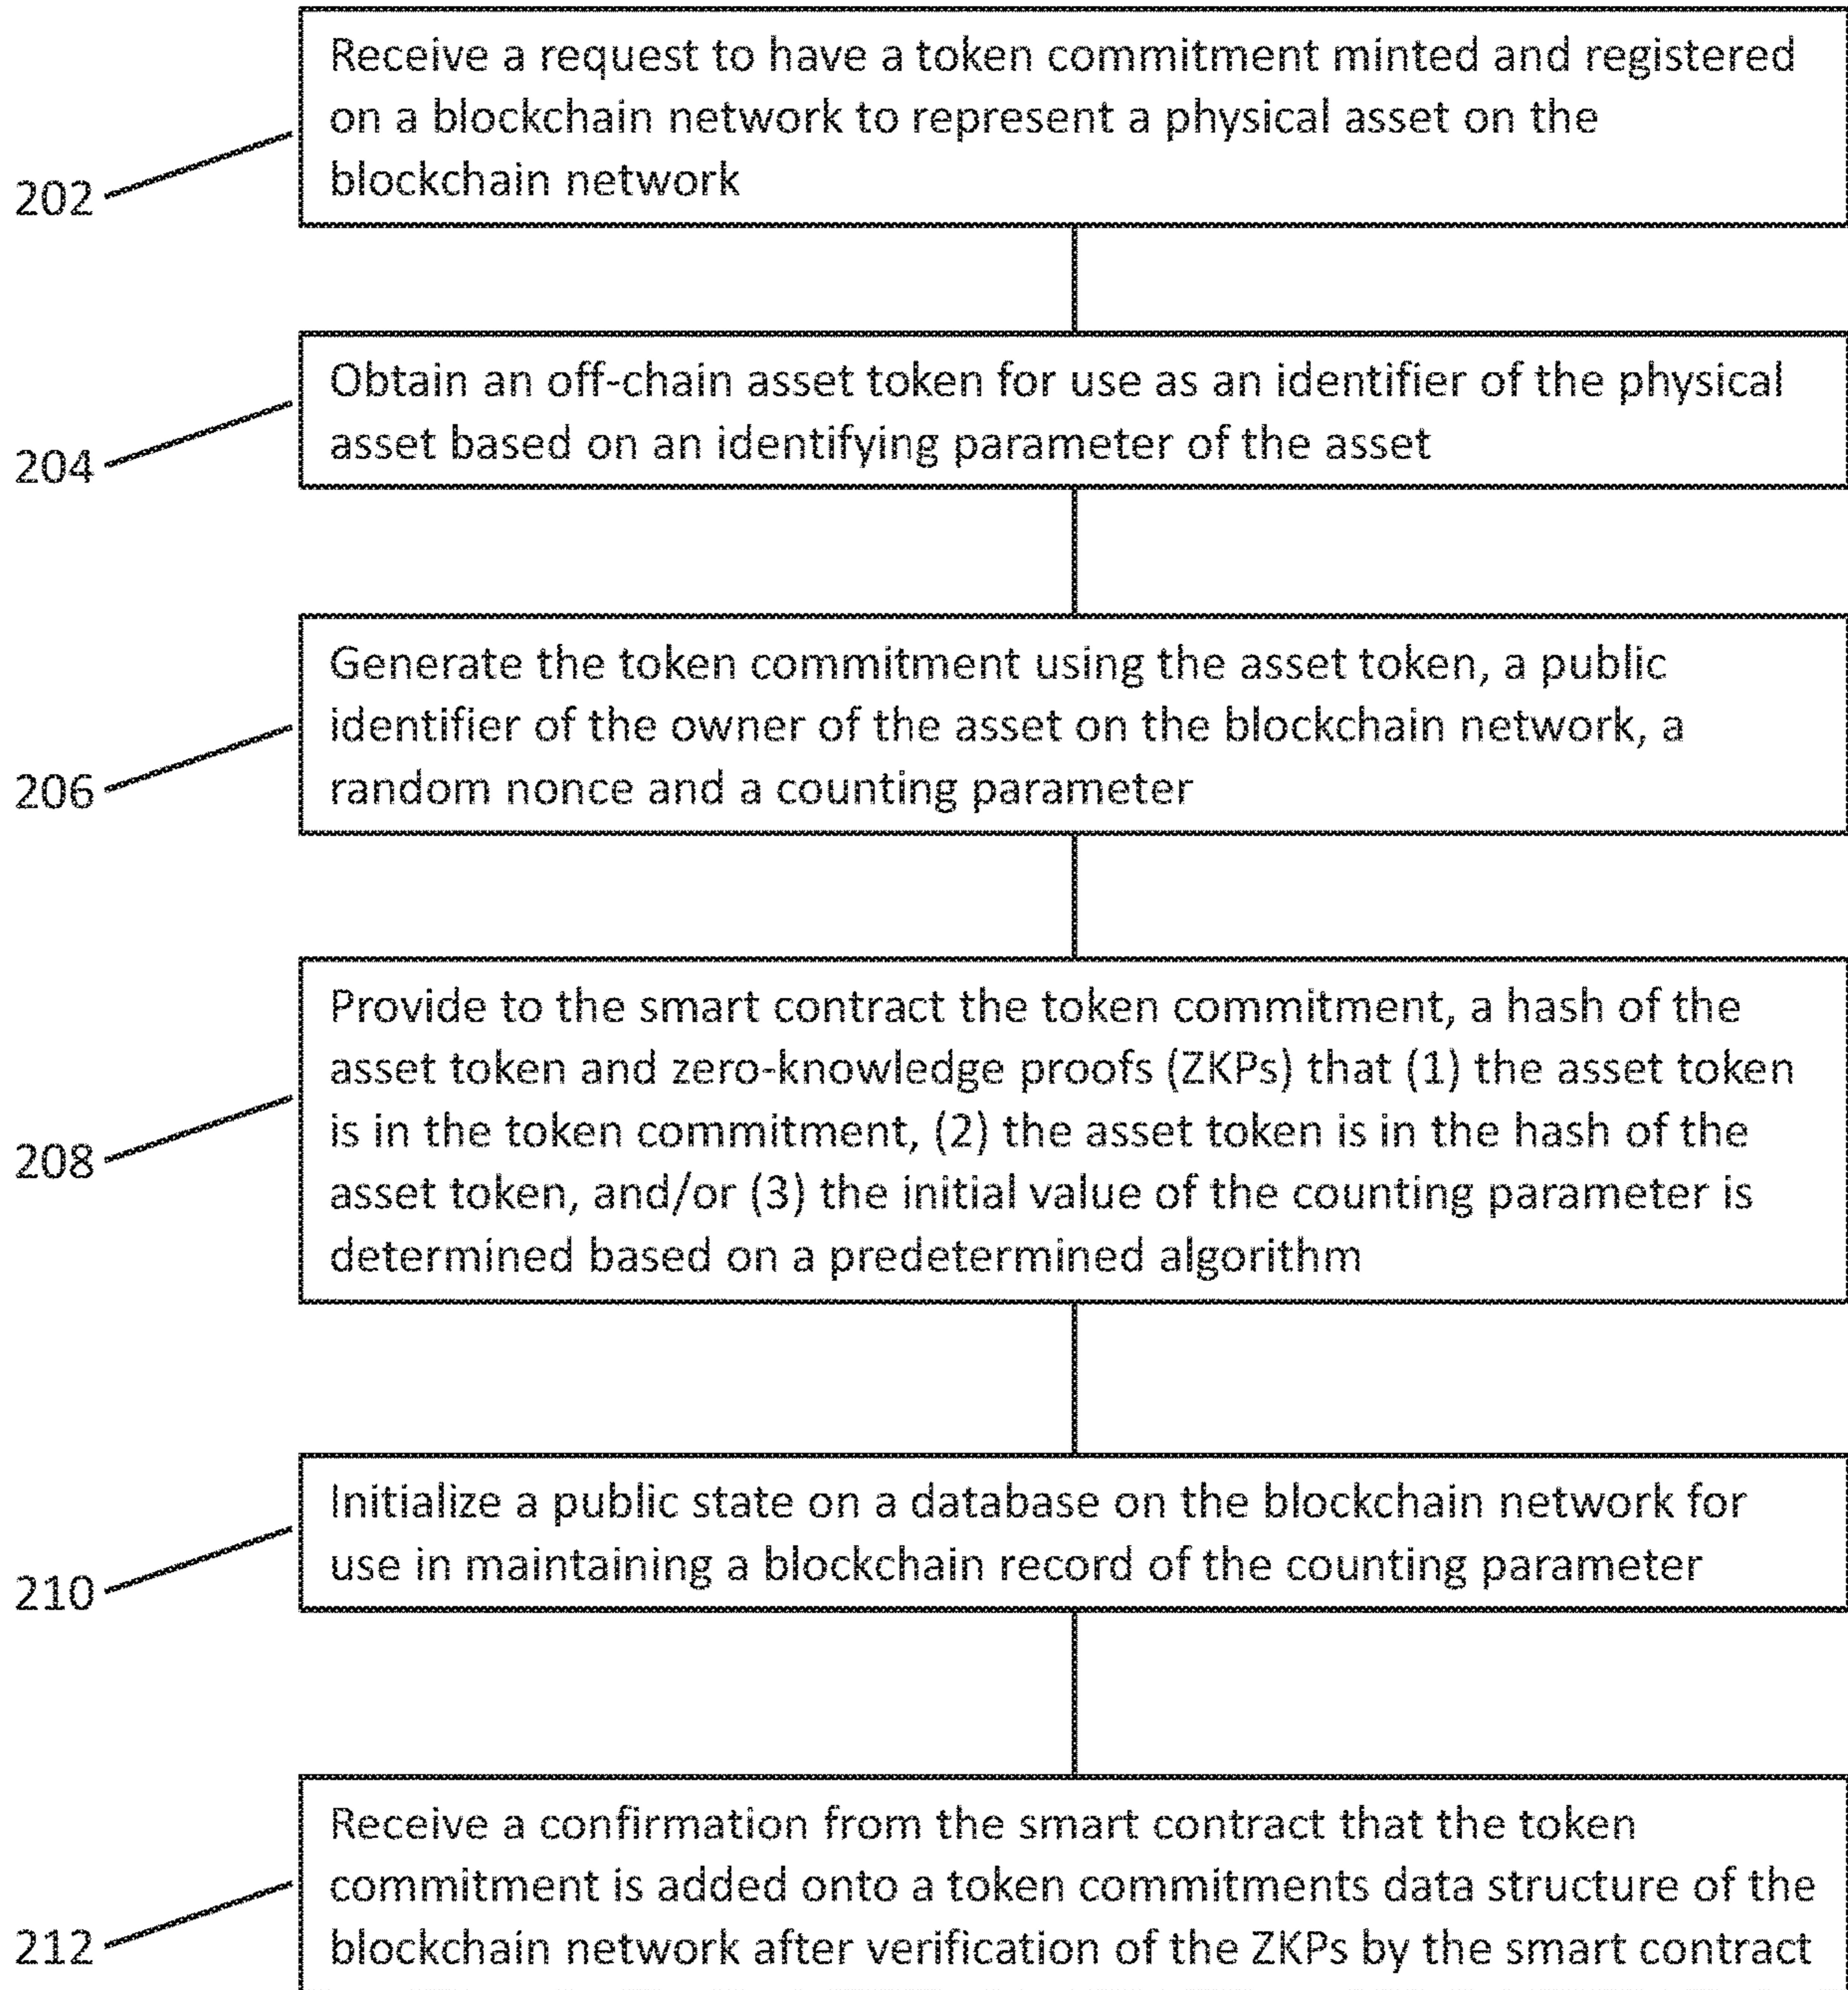 Receive a request to have a token commitment minted and registered
on a blockchain network to represent a physical asset on the
blockchain network
202
Obtain an off-chain asset token for use as an identifier of the physical
asset based on an identifying parameter of the asset
204
Generate the token commitment using the asset token, a public
identifier of the owner of the asset on the blockchain network, a
random nonce and a counting parameter
206
Provide to the smart contract the token commitment, a hash of the
asset token and zero-knowledge proofs (ZKPs) that (1) the asset token
is in the token commitment, (2) the asset token is in the hash of the
asset token, and/or (3) the initial value of the counting parameter is
determined based on a predetermined algorithm
208
Initialize a public state on a database on the blockchain network for
use in maintaining a blockchain record of the counting parameter
210
Receive a confirmation from the smart contract that the token
commitment is added onto a token commitments data structure of the
blockchain network after verification of the ZKPs by the smart contract
212